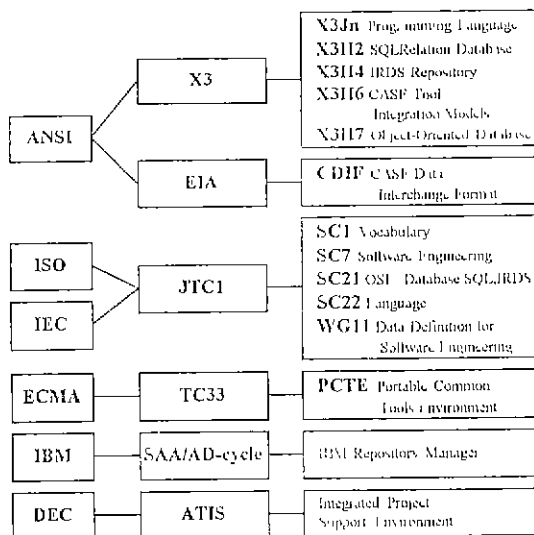 X3Jn Programming Language
X3H2 SQLRelation Database
X3 X3H4 IRDS Repository
X3H6 CASE Tool
Integration Models
ANSI
X3H7 Object-Oriented Database
EIA CDIF CASE Data
Interchange Format
SC1 Vocabulary
ISO SC7 Software Engineering
JTC1 SC21 OSI Database SQL,IRDS
IEC SC22 Language
WG11 Data Definition for
Software Engineering
ECMA TC33 PCTE Portable Common
Tools Environment
IBM SAA/AD-cycle IBM Repository Manager
DEC ATIS Integrated Project
Support Environment